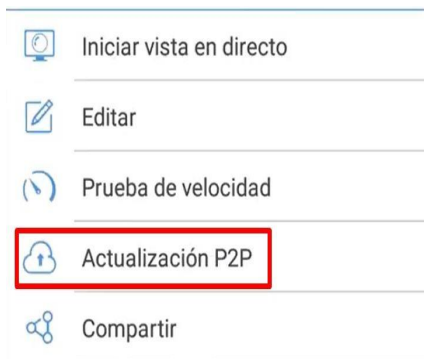 Iniciar vista en directo
Editar
Prueba de velocidad
Actualización P2P
Compartir